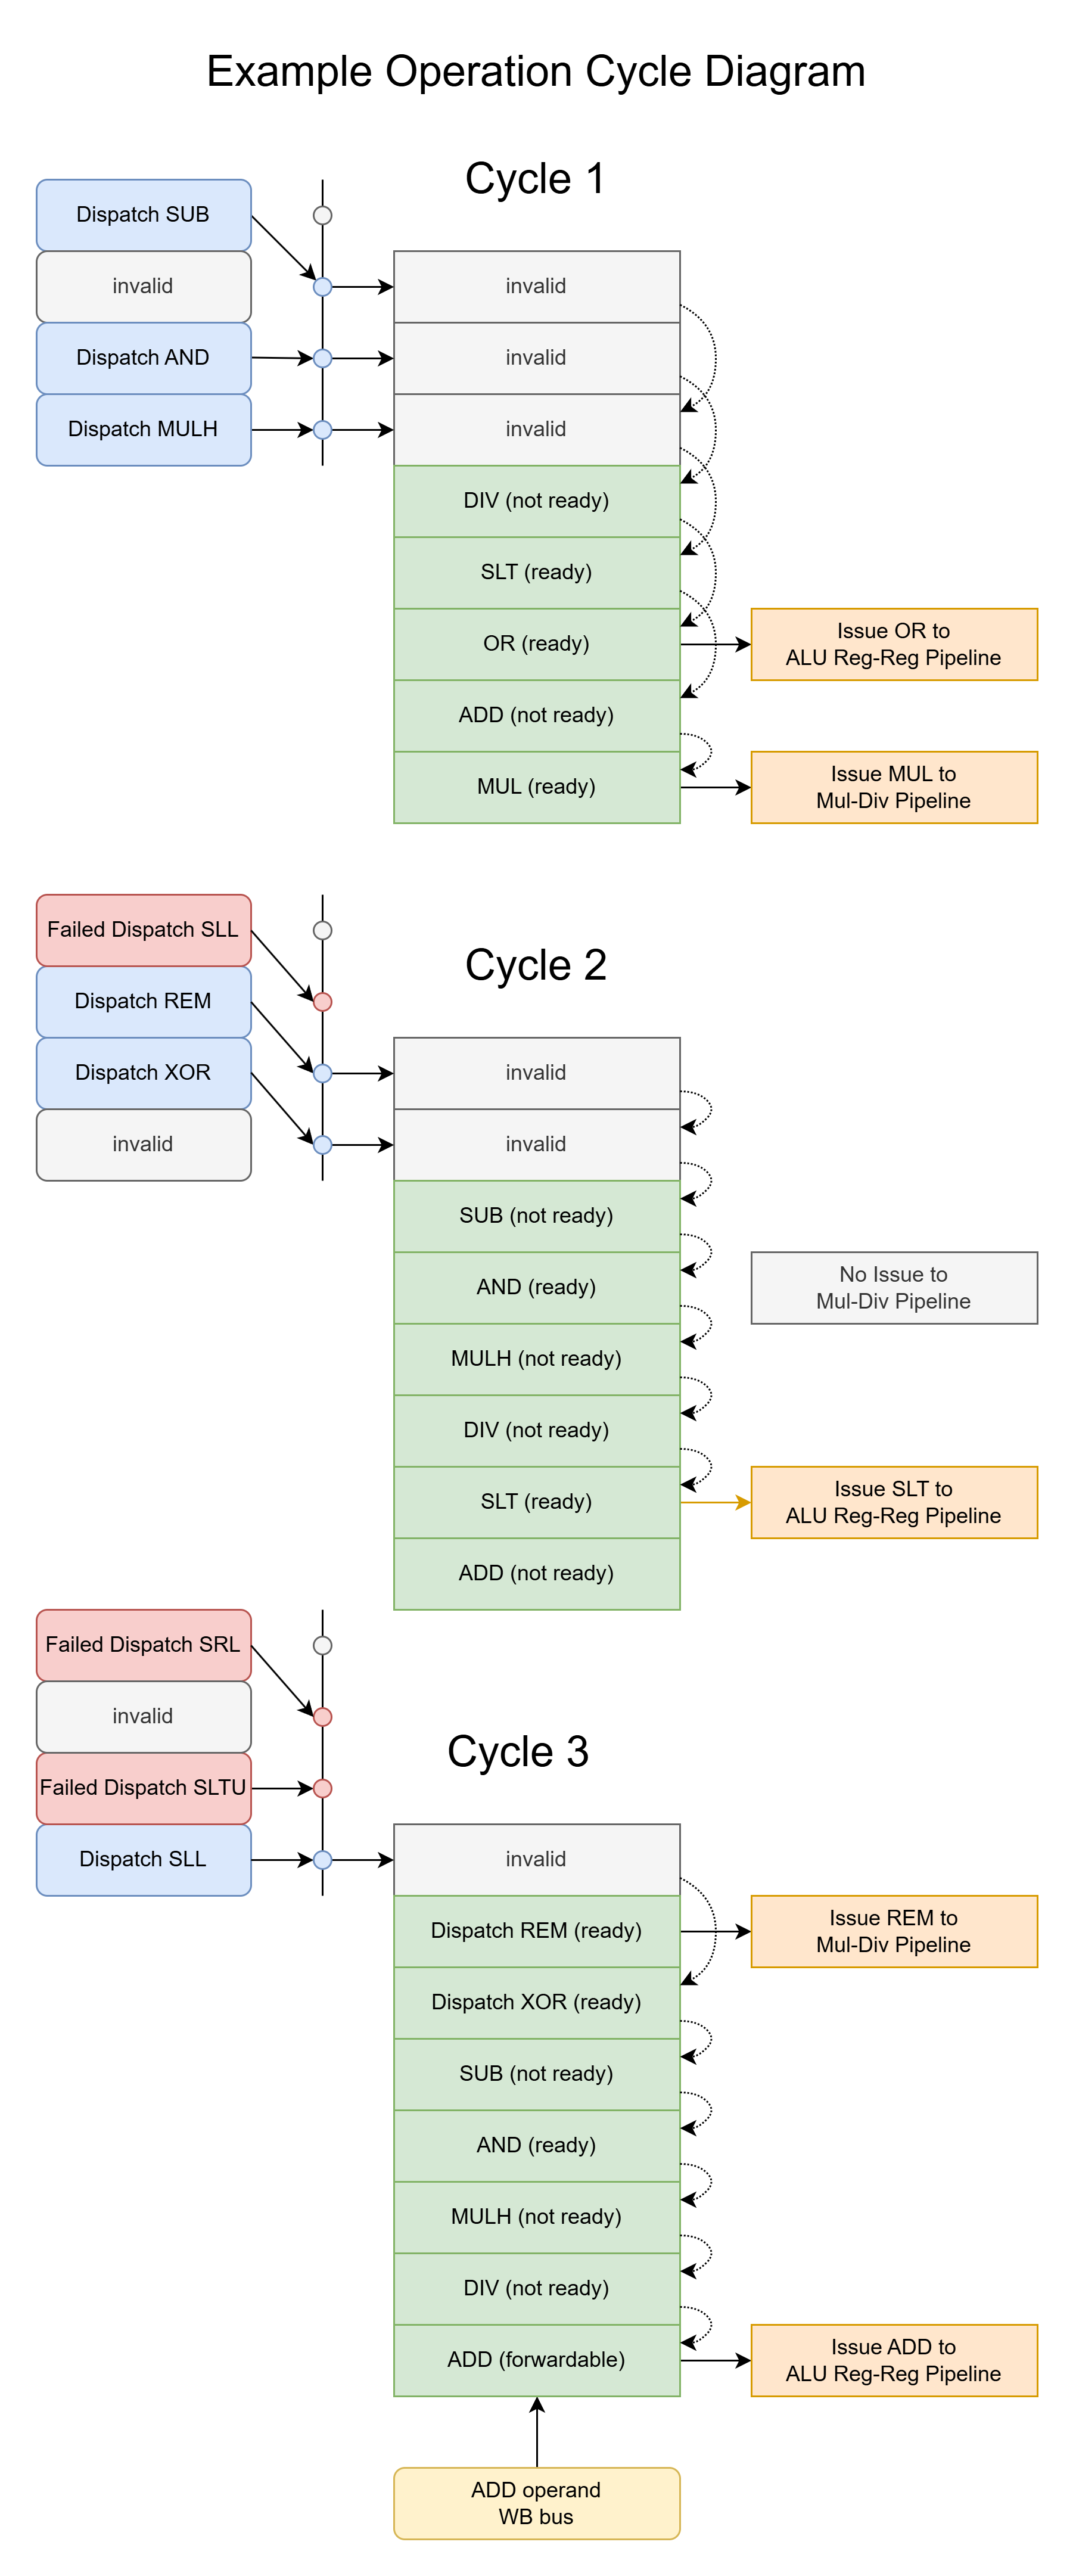 Example Operation Cycle Diagram
Cycle 1
Dispatch SUB
invalid
Dispatch AND
Dispatch MULH
invalid
invalid
invalid
DIV (not ready)
SLT (ready)
OR (ready)
ADD (not ready)
MUL (ready)
Issue OR to
ALU Reg-Reg Pipeline
Issue MUL to
Mul-Div Pipeline
Cycle 2
Failed Dispatch SLL
Dispatch REM
Dispatch XOR
invalid
invalid
invalid
SUB (not ready)
AND (ready)
MULH (not ready)
DIV (not ready)
SLT (ready)
ADD (not ready)
No Issue to
Mul-Div Pipeline
Issue SLT to
ALU Reg-Reg Pipeline
Cycle 3
Failed Dispatch SRL
invalid
Failed Dispatch SLTU
Dispatch SLL
invalid
Dispatch REM (ready)
Dispatch XOR (ready)
SUB (not ready)
AND (ready)
MULH (not ready)
DIV (not ready)
ADD (forwardable)
Issue REM to
Mul-Div Pipeline
Issue ADD to
ALU Reg-Reg Pipeline
ADD operand
WB bus